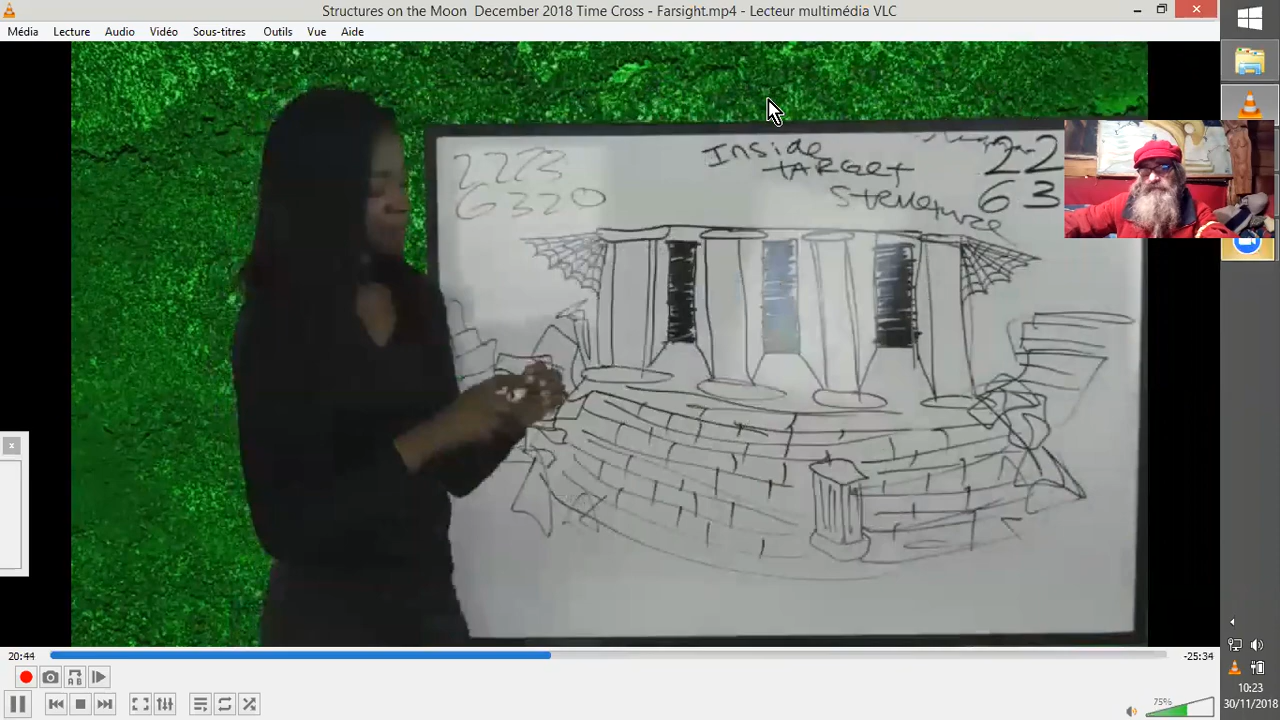 Structures on the Moon  December 2018 Time Cross - Farsight.mp4 - Lecteur multimédia VLC
Média Lecture Audio Vidéo Sous-titres Outils Vue Aide
2273
6320
Inside
TARGET
Structure
22
63
20:44
-25:34
75%
10:23
30/11/2018